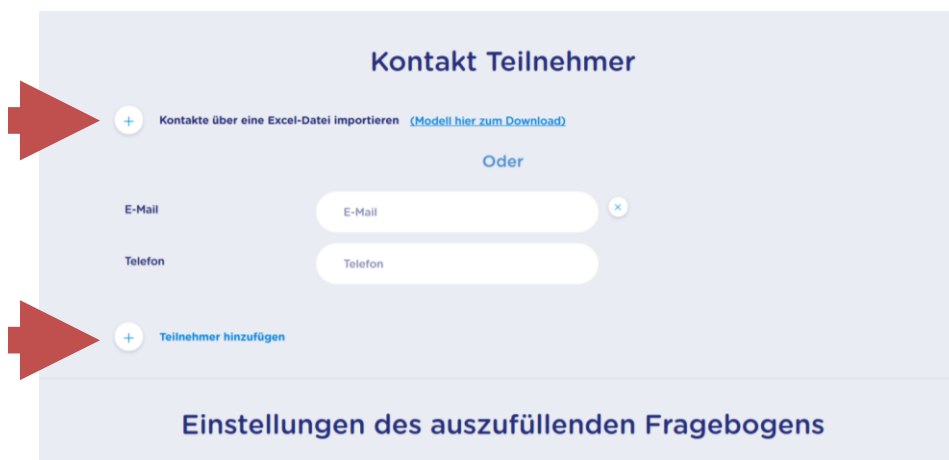 Kontakt Teilnehmer
Kontakte über eine Excel-Datei importieren (Modell hier zum Download)
Oder
E-Mail E-Mail
Telefon Telefon
Teilnehmer hinzufügen
Einstellungen des auszufüllenden Fragebogens